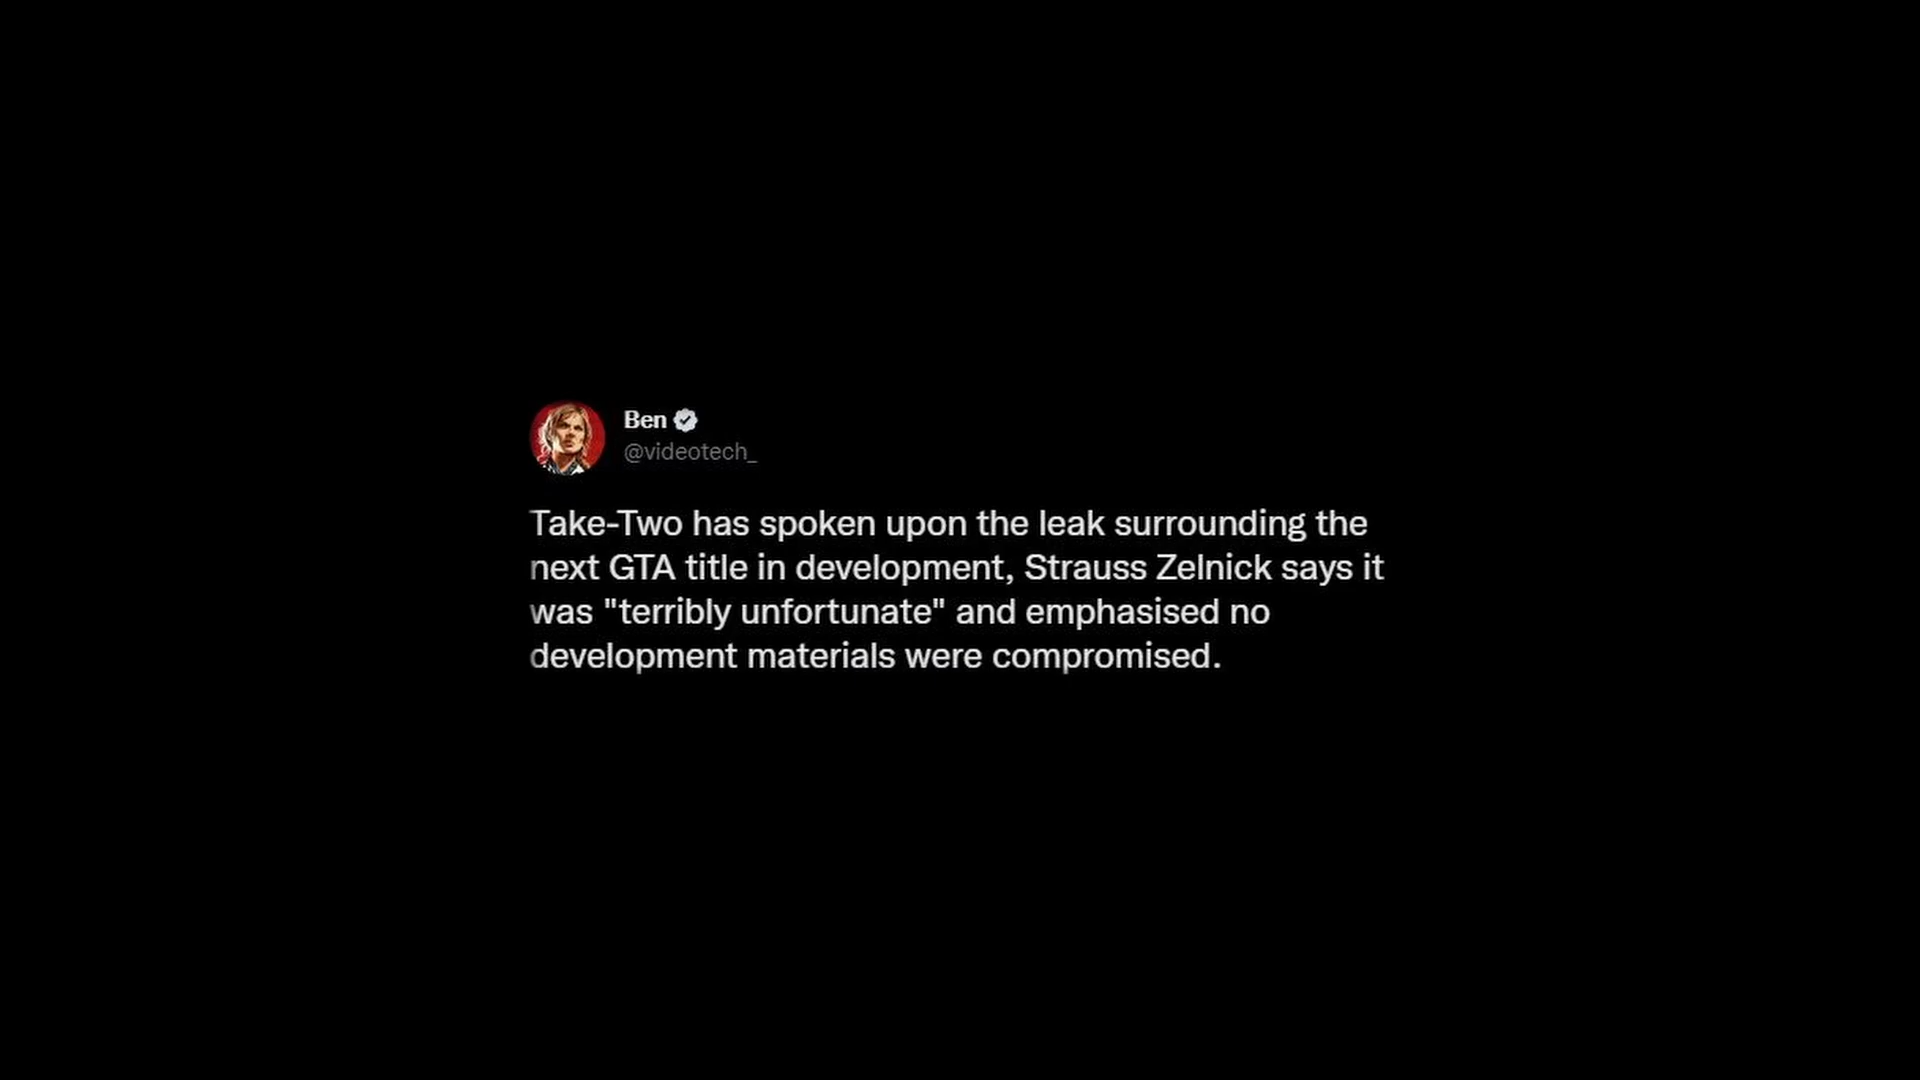 Ben
@videotech_
Take-Two has spoken upon the leak surrounding the
next GTA title in development, Strauss Zelnick says it
was "terribly unfortunate" and emphasised no
development materials were compromised.